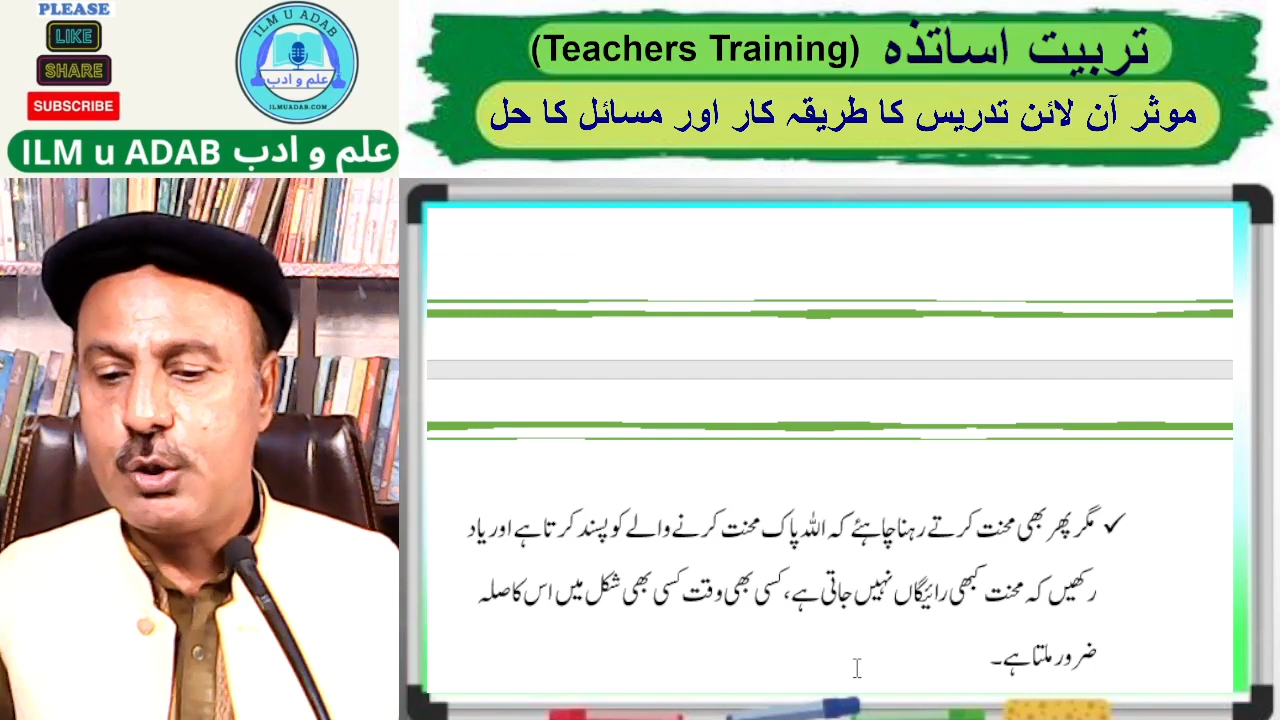 PLEASE
LIKE
SHARE
SUBSCRIBE
ILM U ADAB
علم و ادب
ILMUADAB.COM
ILM u ADAB علم و ادب
تربیت اساتذہ (Teachers Training)
موثر آن لائن تدریس کا طریقہ کار اور مسائل کا حل
✓ مگر پھر بھی محنت کرتے رہنا چاہئے کہ اللہ پاک محنت کرنے والے کو پسند کرتا ہے اور یاد
رکھیں کہ محنت کبھی رائیگاں نہیں جاتی ہے، کسی بھی وقت کسی بھی شکل میں اس کا صلہ
ضرور ملتا ہے۔